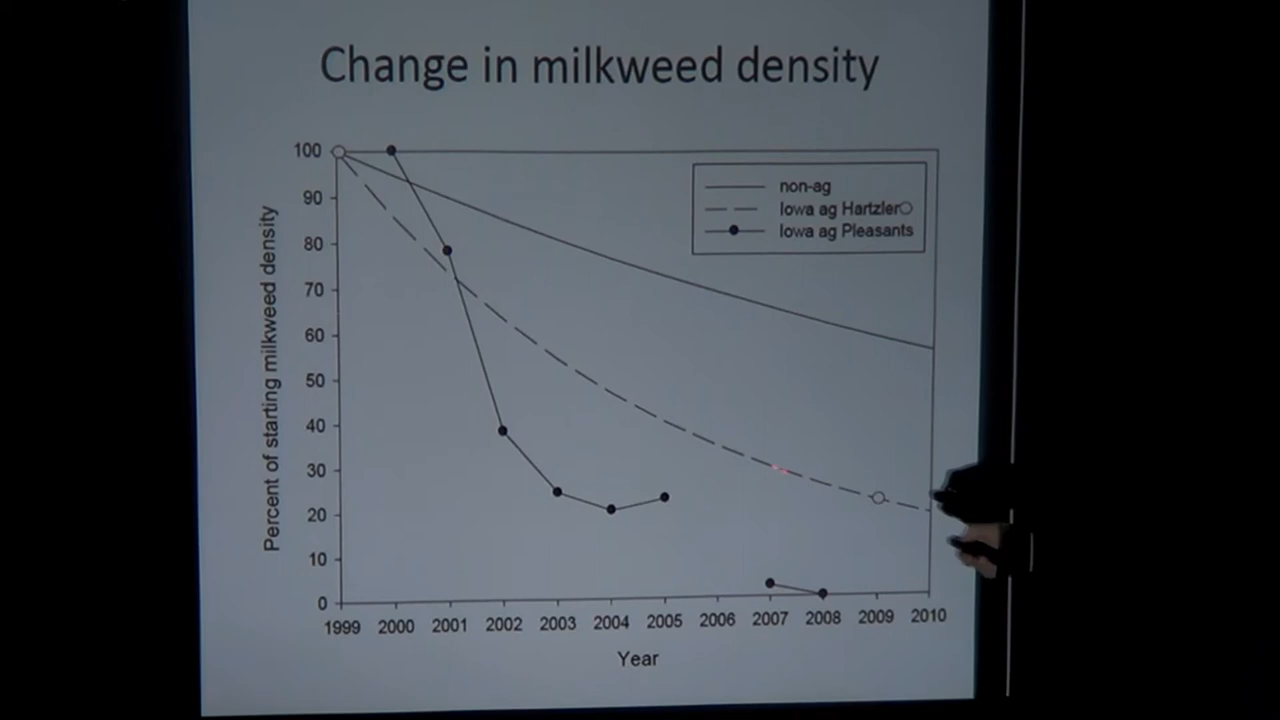 Change in milkweed density
Percent of starting milkweed density
100
90
80
70
60
50
40
30
20
10
0
non-ag
Iowa ag Hartzler
Iowa ag Pleasants
1999 2000 2001 2002 2003 2004 2005 2006 2007 2008 2009 2010
Year